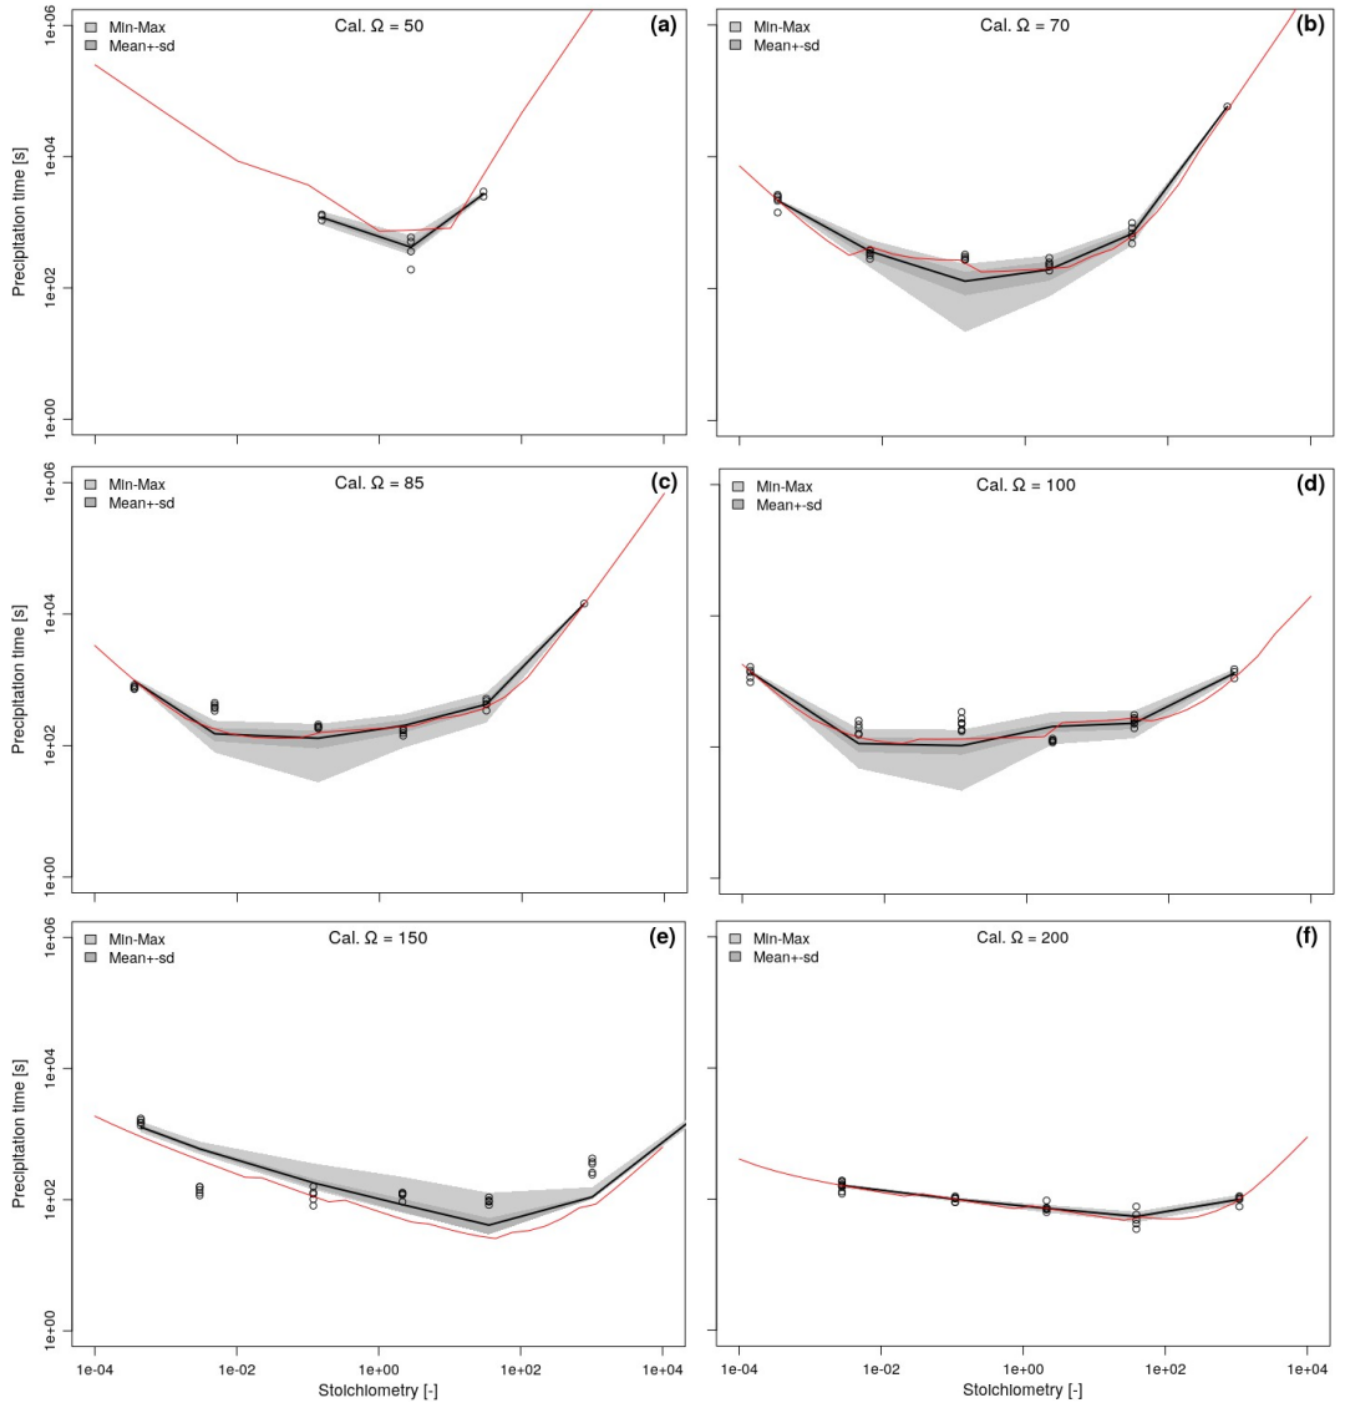 Min-Max
Mean+-sd
Cal. Ω = 50
(a)
Precipitation time [s]
1e+06
1e+04
1e+02
1e+00
Min-Max
Mean+-sd
Cal. Ω = 70
(b)
Min-Max
Mean+-sd
Cal. Ω = 85
(c)
Precipitation time [s]
1e+06
1e+04
1e+02
1e+00
Min-Max
Mean+-sd
Cal. Ω = 100
(d)
Min-Max
Mean+-sd
Cal. Ω = 150
(e)
Precipitation time [s]
1e+06
1e+04
1e+02
1e+00
1e-04 1e-02 1e+00 1e+02 1e+04
Stoichiometry [-]
Min-Max
Mean+-sd
Cal. Ω = 200
(f)
1e-04 1e-02 1e+00 1e+02 1e+04
Stoichiometry [-]